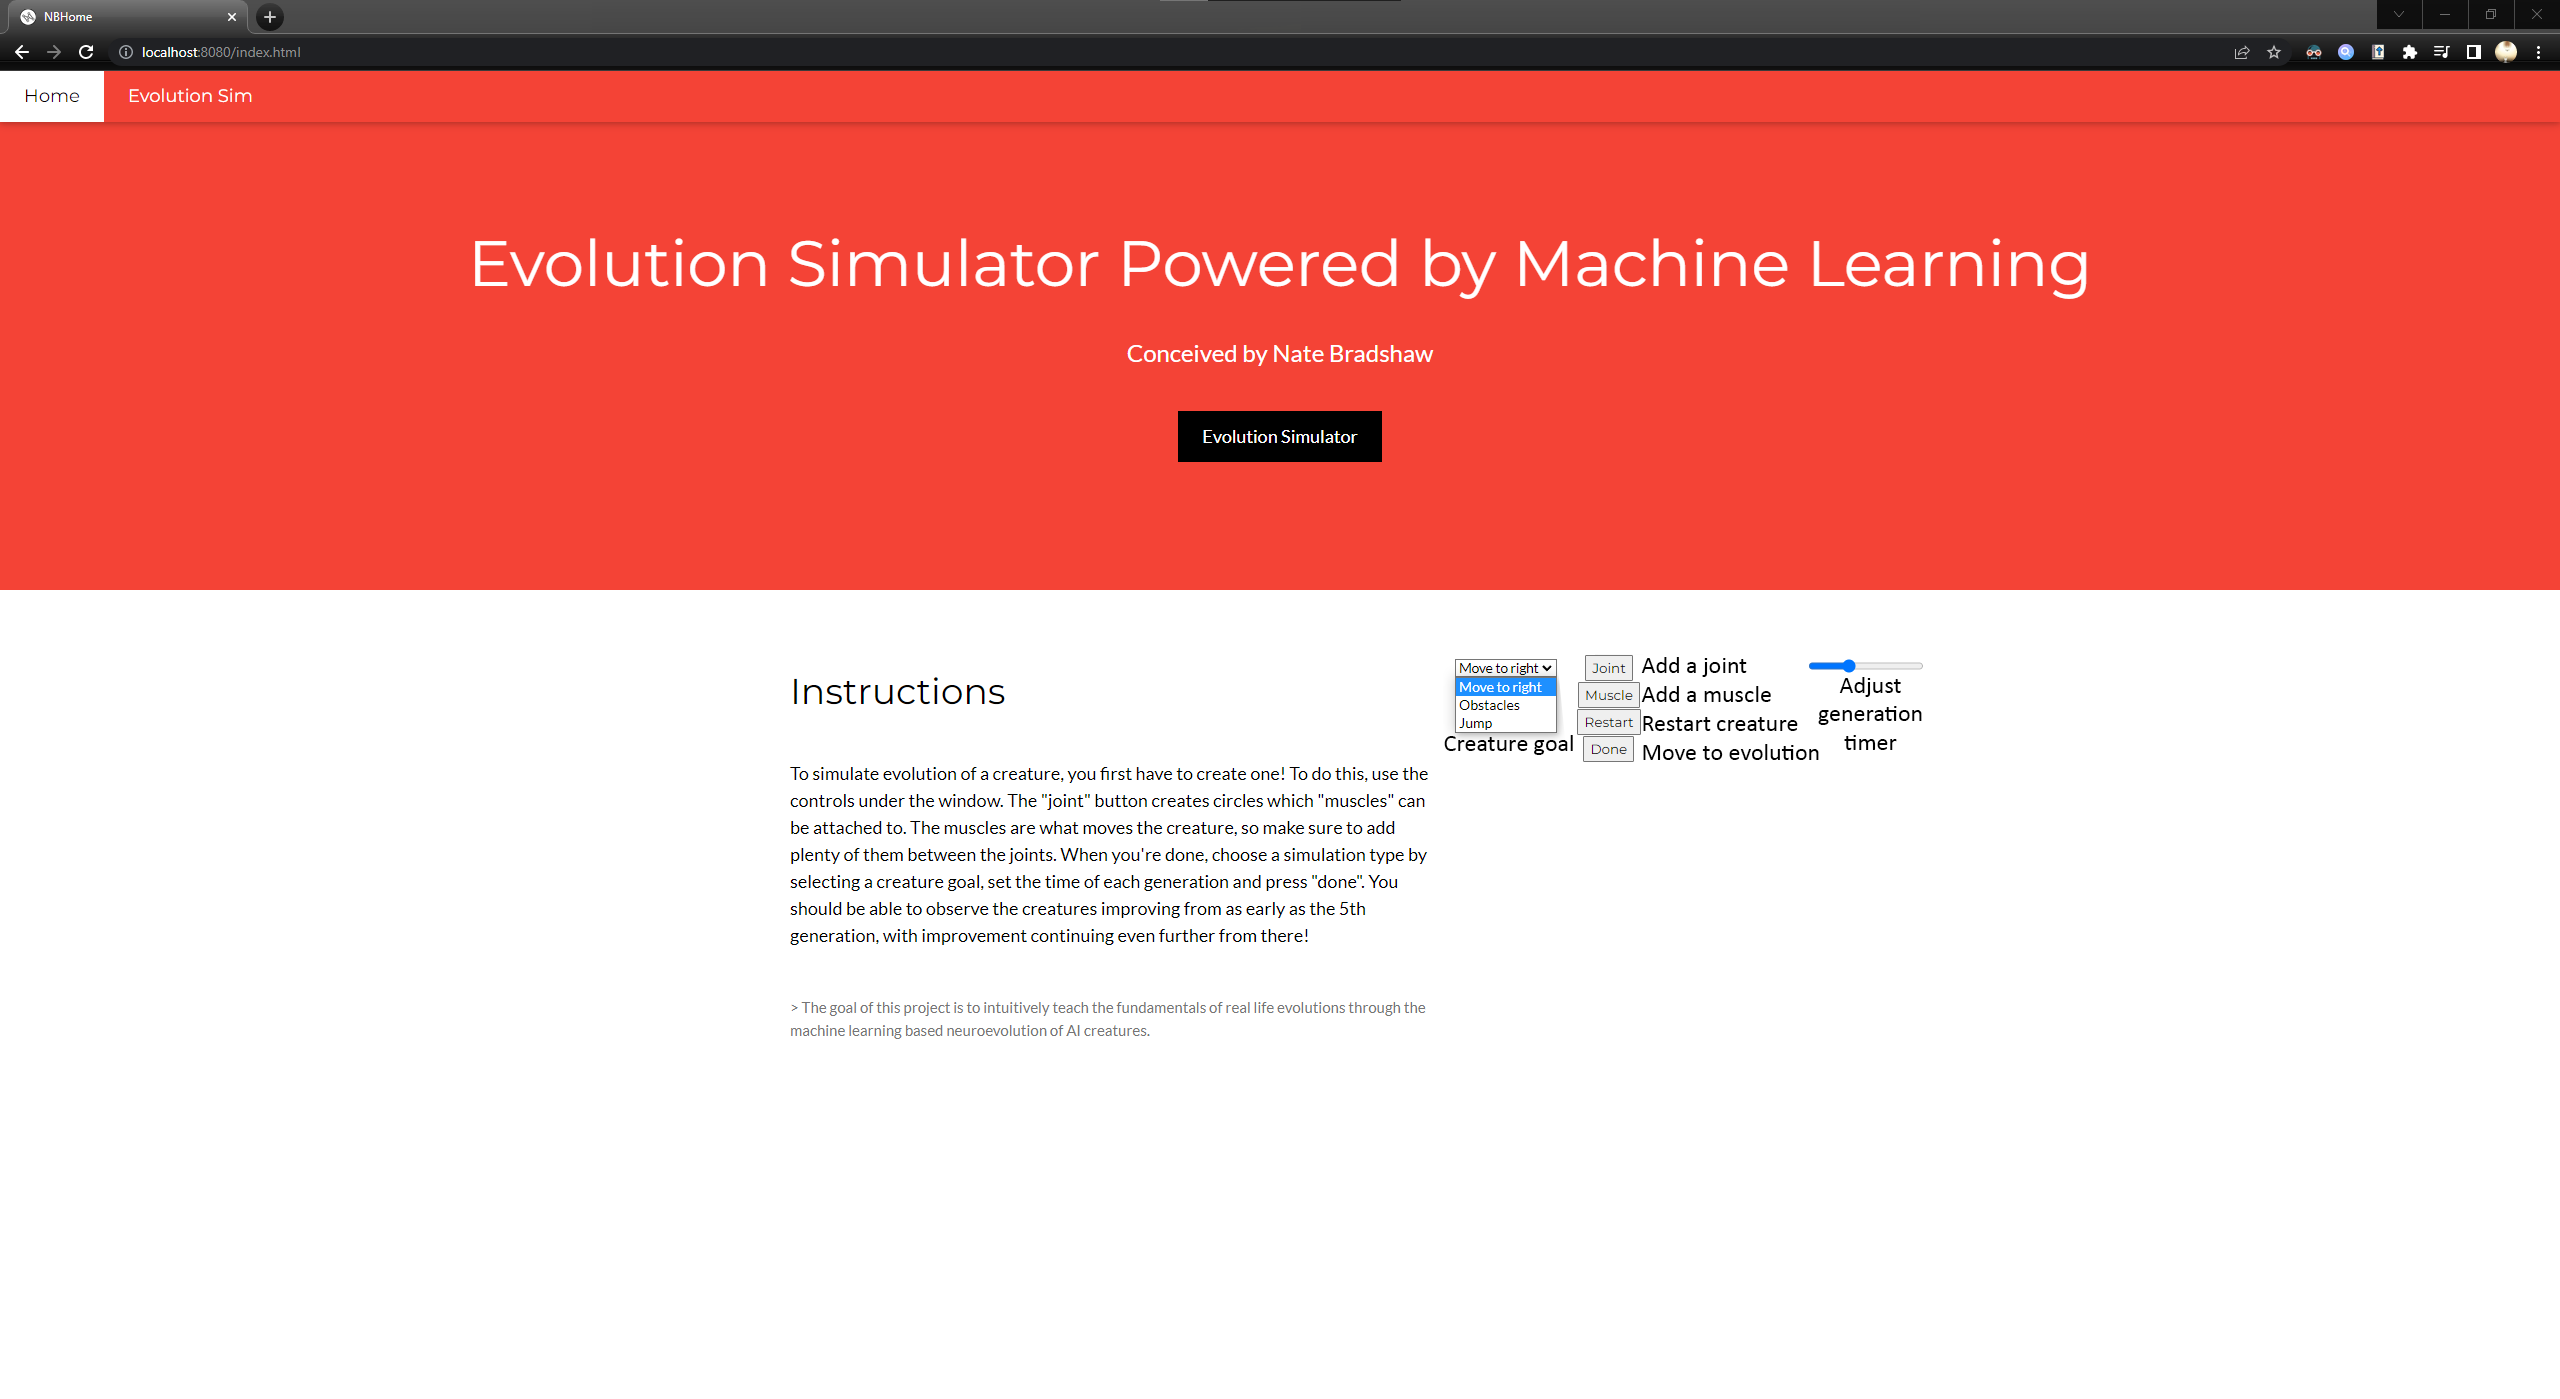 NBHome
localhost:8080/index.html
Home
Evolution Sim
Evolution Simulator Powered by Machine Learning
Conceived by Nate Bradshaw
Evolution Simulator
Instructions
To simulate evolution of a creature, you first have to create one! To do this, use the
controls under the window. The "joint" button creates circles which "muscles" can
be attached to. The muscles are what moves the creature, so make sure to add
plenty of them between the joints. When you're done, choose a simulation type by
selecting a creature goal, set the time of each generation and press "done". You
should be able to observe the creatures improving from as early as the 5th
generation, with improvement continuing even further from there!
> The goal of this project is to intuitively teach the fundamentals of real life evolutions through the
machine learning based neuroevolution of AI creatures.
Move to right
Move to right
Obstacles
Jump
Creature goal
Joint Add a joint
Muscle Add a muscle
Restart Restart creature
Done Move to evolution
Adjust
generation
timer